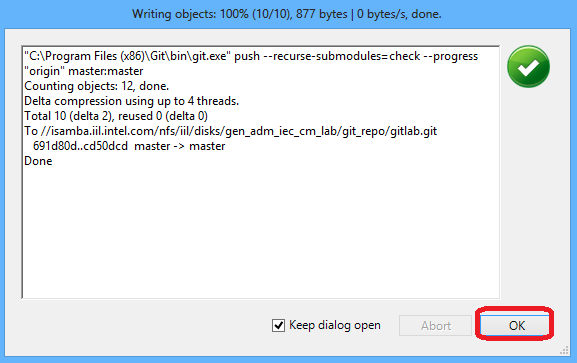 Writing objects: 100% (10/10), 877 bytes | 0 bytes/s, done.
"C:\Program Files (x86)\Git\bin\git.exe" push --recurse-submodules=check --progress
"origin" master:master
Counting objects: 12, done.
Delta compression using up to 4 threads.
Total 10 (delta 2), reused 0 (delta 0)
To //isamba.iil.intel.com/nfs/iil/disks/gen_adm_iec_cm_lab/git_repo/gitlab.git
691d80d..cd50dcd  master -> master
Done
Keep dialog open
Abort
OK